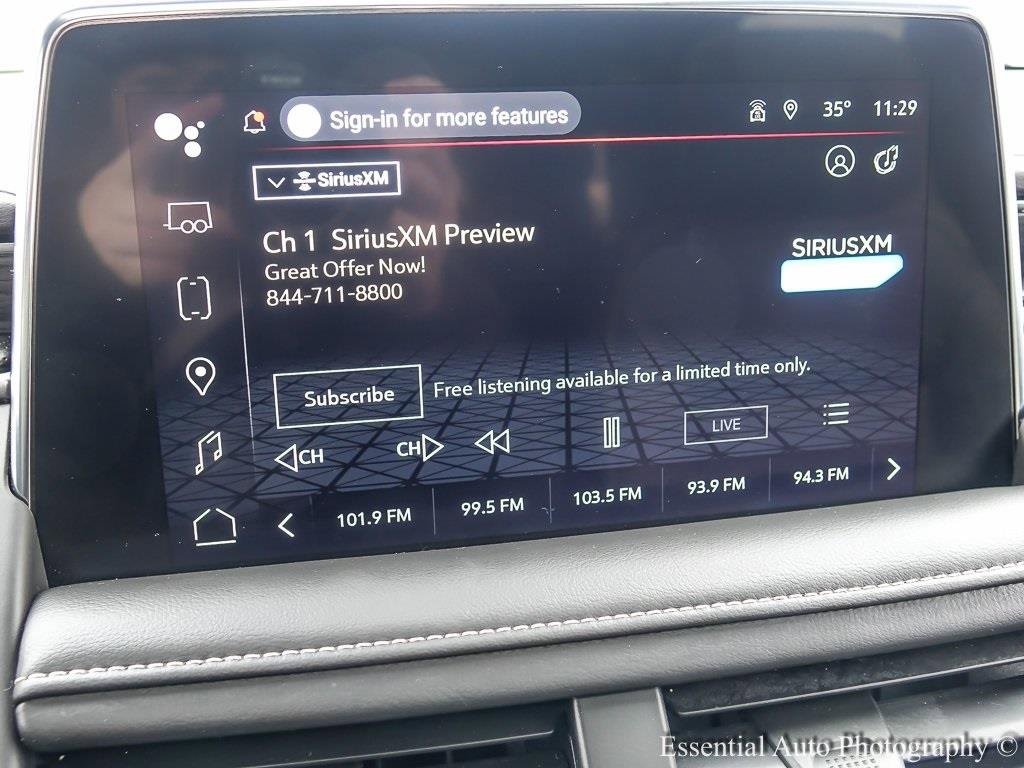 Sign-in for more features
35° 11:29
SiriusXM
Ch 1 SiriusXM Preview
Great Offer Now!
844-711-8800
SIRIUSXM
Subscribe
Free listening available for a limited time only.
CH
CH
LIVE
101.9 FM
99.5 FM
103.5 FM
93.9 FM
94.3 FM
Essential Auto Photography ©